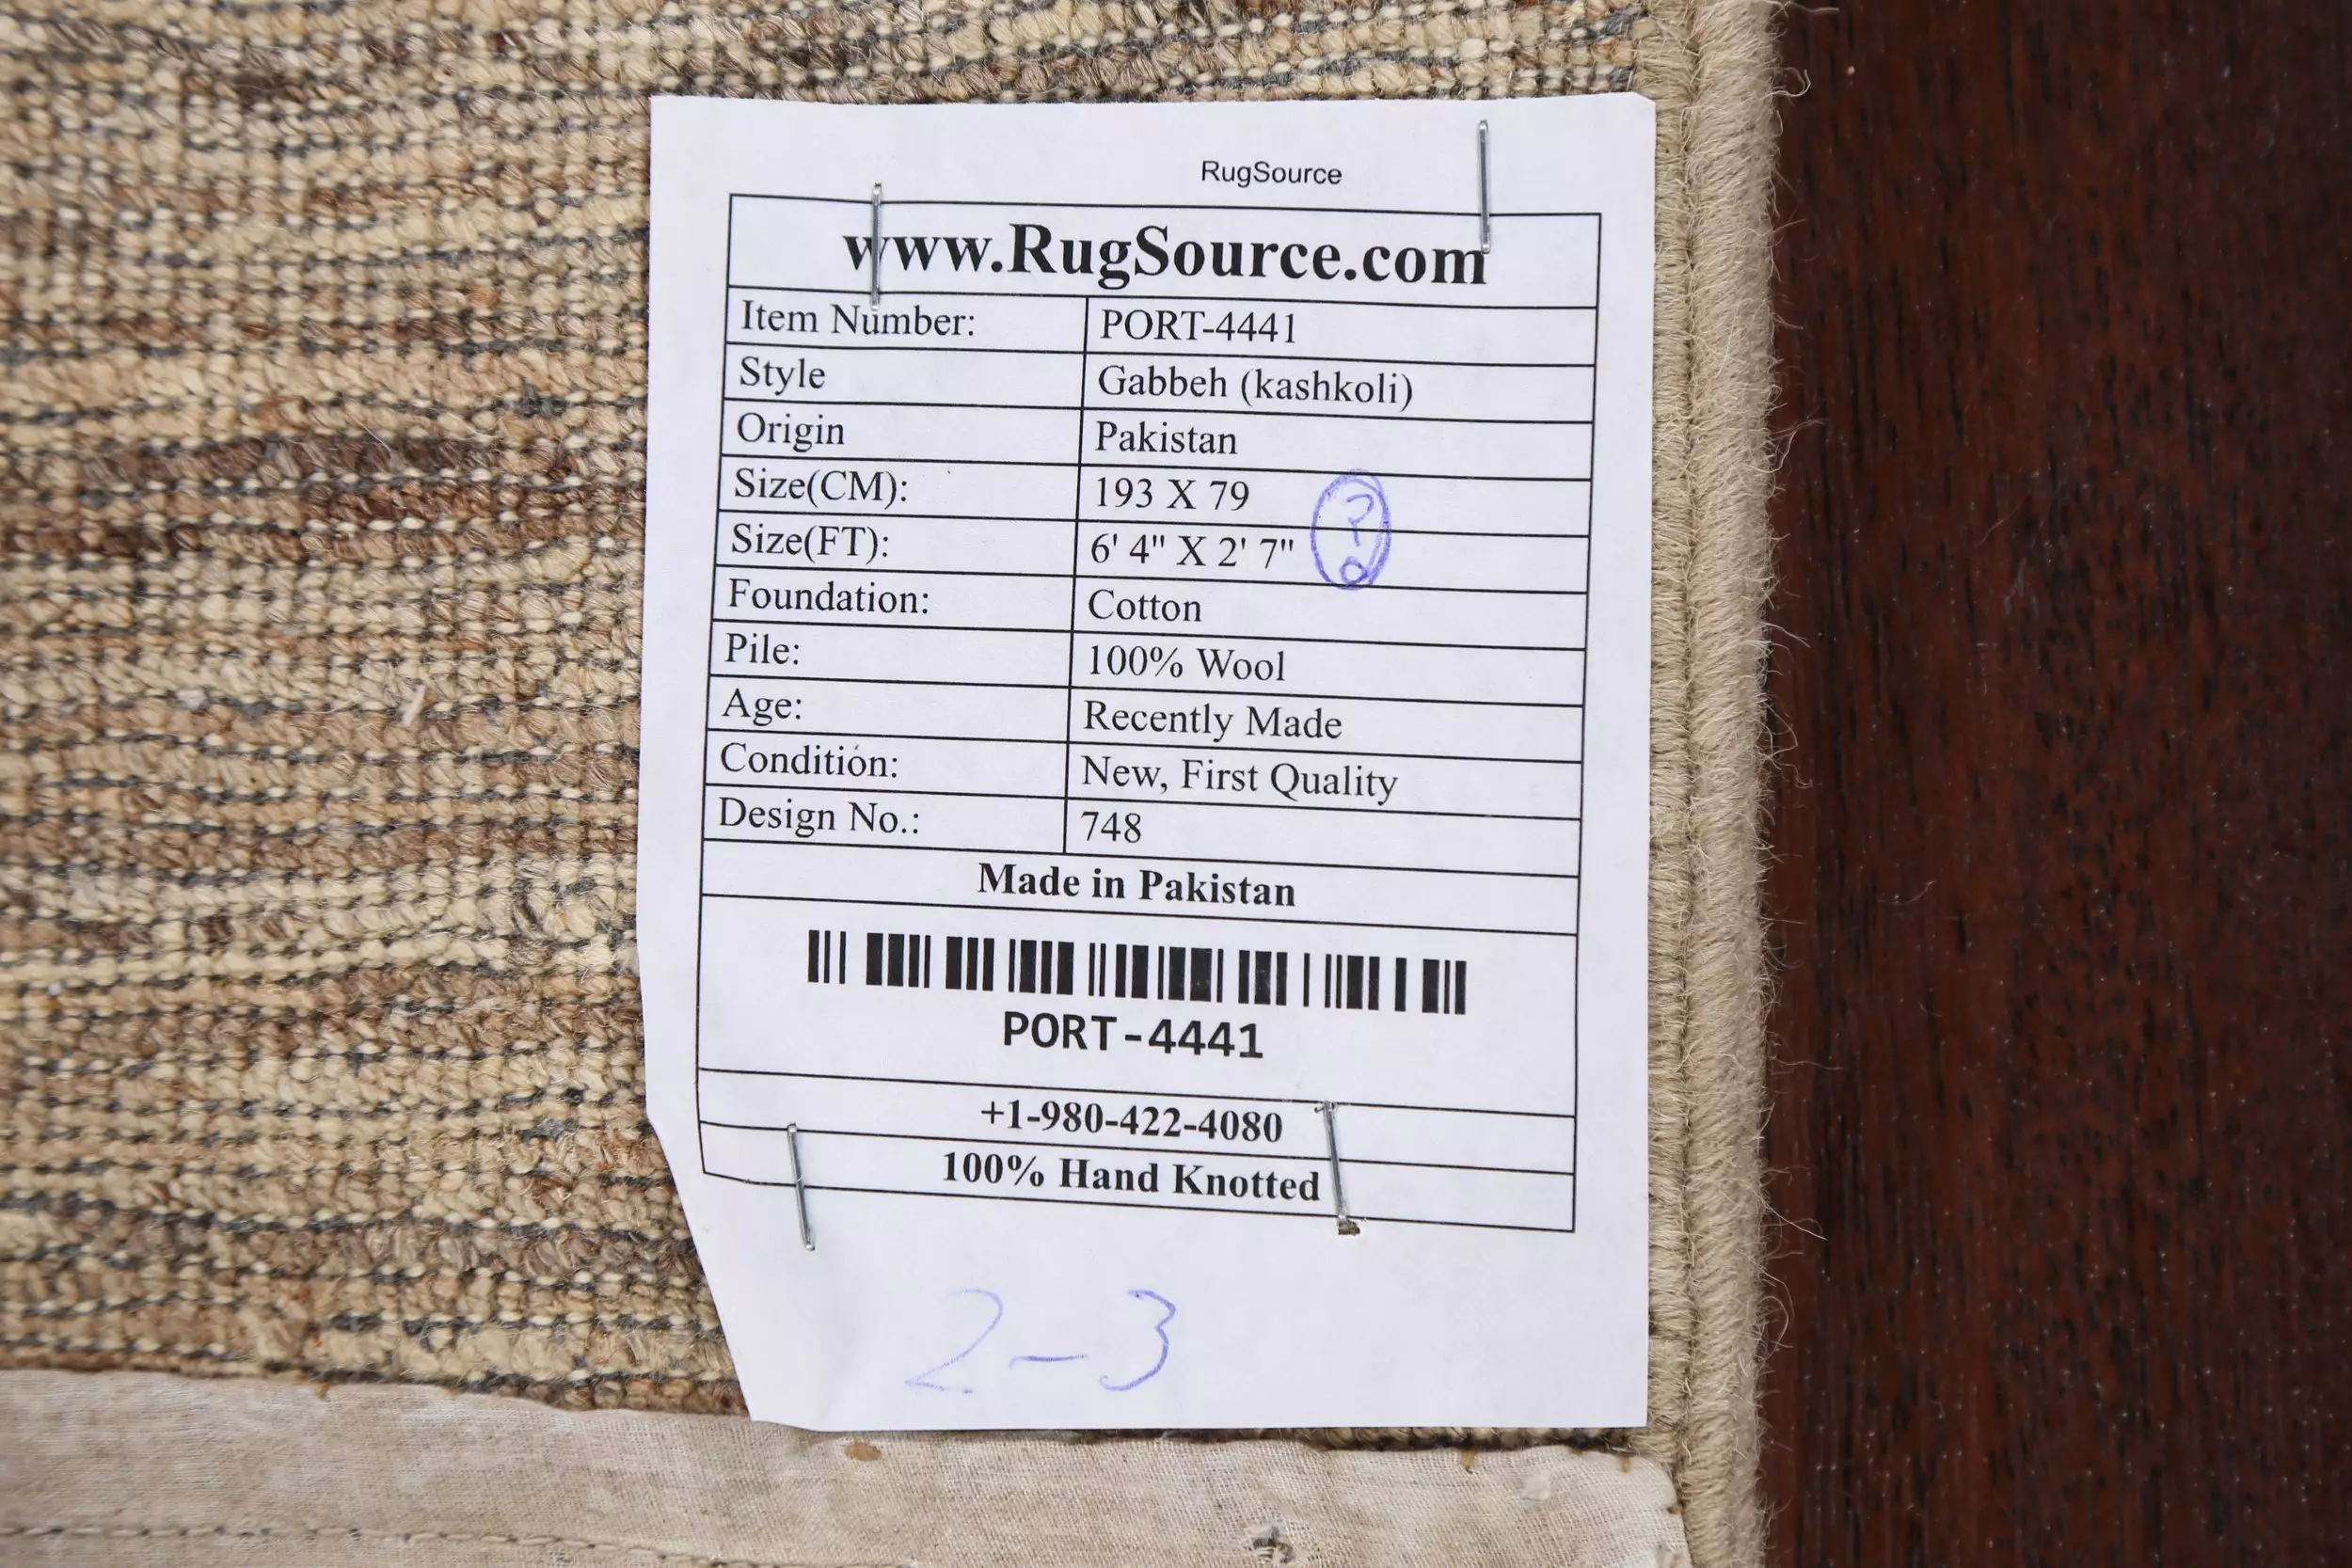 RugSource
www.RugSource.com
Item Number: PORT-4441
Style Gabbeh (kashkoli)
Origin Pakistan
Size(CM): 193 X 79
?
Size(FT): 6' 4" X 2' 7"
Foundation: Cotton
Pile: 100% Wool
Age: Recently Made
Condition: New, First Quality
Design No.: 748
Made in Pakistan
PORT-4441
+1-980-422-4080
100% Hand Knotted
2-3